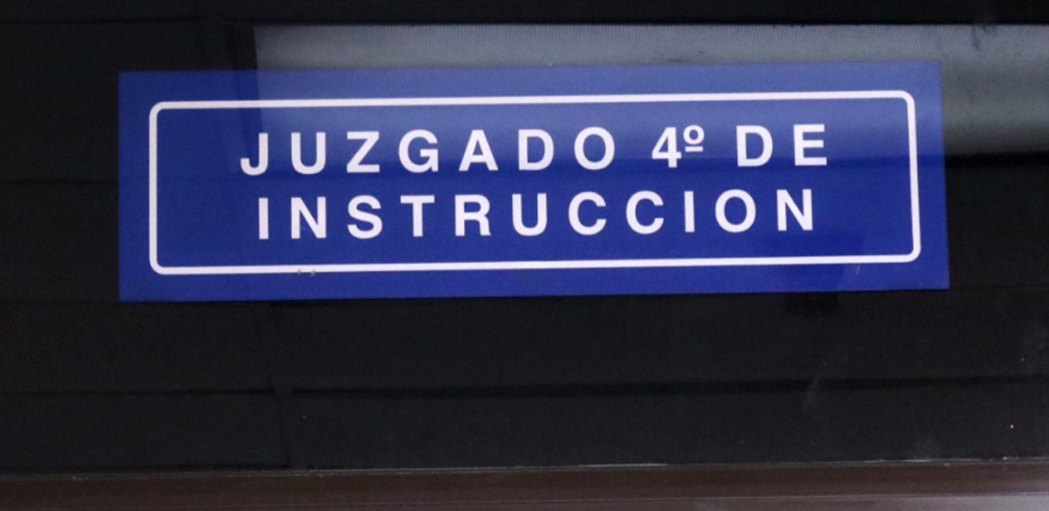 JUZGADO 4º DE
INSTRUCCION